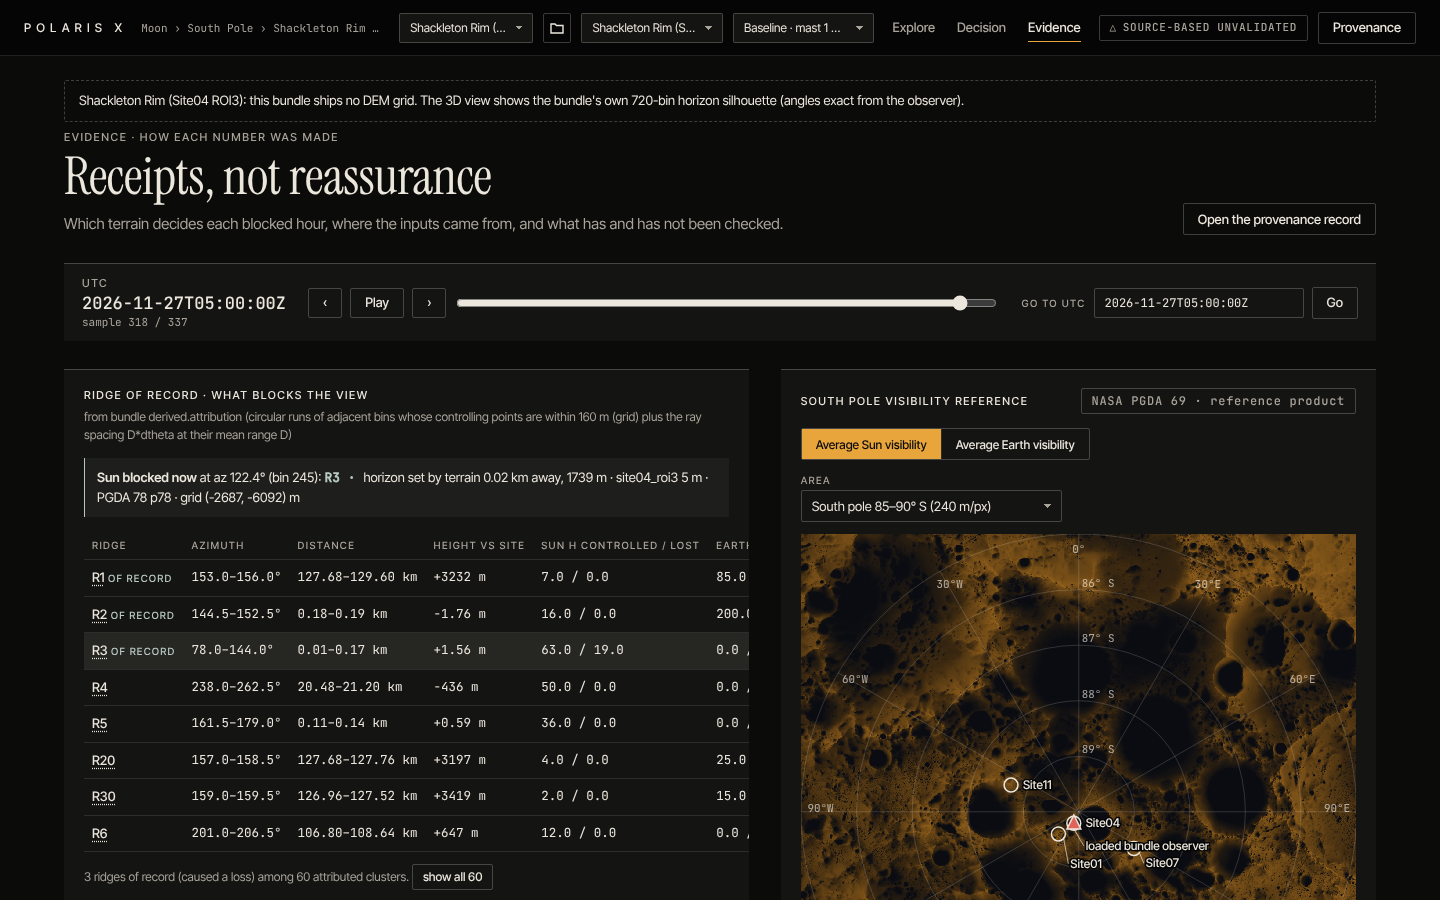 POLARIS X
Moon › South Pole › Shackleton Rim …
Shackleton Rim (...
Shackleton Rim (S...
Baseline · mast 1 ...
Explore
Decision
Evidence
△ SOURCE-BASED UNVALIDATED
Provenance
Shackleton Rim (Site04 ROI3): this bundle ships no DEM grid. The 3D view shows the bundle's own 720-bin horizon silhouette (angles exact from the observer).
EVIDENCE · HOW EACH NUMBER WAS MADE
Receipts, not reassurance
Which terrain decides each blocked hour, where the inputs came from, and what has and has not been checked.
Open the provenance record
UTC
2026-11-27T05:00:00Z
sample 318 / 337
‹
Play
›
GO TO UTC
2026-11-27T05:00:00Z
Go
RIDGE OF RECORD · WHAT BLOCKS THE VIEW
from bundle derived.attribution (circular runs of adjacent bins whose controlling points are within 160 m (grid) plus the ray
spacing D*dtheta at their mean range D)
Sun blocked now at az 122.4° (bin 245): R3 · horizon set by terrain 0.02 km away, 1739 m · site04_roi3 5 m ·
PGDA 78 p78 · grid (-2687, -6092) m
RIDGE AZIMUTH DISTANCE HEIGHT VS SITE SUN H CONTROLLED / LOST EARTH
R1 OF RECORD 153.0–156.0° 127.68–129.60 km +3232 m 7.0 / 0.0 85.0
R2 OF RECORD 144.5–152.5° 0.18–0.19 km -1.76 m 16.0 / 0.0 200.0
R3 OF RECORD 78.0–144.0° 0.01–0.17 km +1.56 m 63.0 / 19.0 0.0 /
R4 238.0–262.5° 20.48–21.20 km -436 m 50.0 / 0.0 0.0 /
R5 161.5–179.0° 0.11–0.14 km +0.59 m 36.0 / 0.0 0.0 /
R20 157.0–158.5° 127.68–127.76 km +3197 m 4.0 / 0.0 25.0
R30 159.0–159.5° 126.96–127.52 km +3419 m 2.0 / 0.0 15.0
R6 201.0–206.5° 106.80–108.64 km +647 m 12.0 / 0.0 0.0 /
3 ridges of record (caused a loss) among 60 attributed clusters.
show all 60
SOUTH POLE VISIBILITY REFERENCE
NASA PGDA 69 · reference product
Average Sun visibility
Average Earth visibility
AREA
South pole 85–90° S (240 m/px)
0°
30°W
86° S
30°E
87° S
60°W
60°E
88° S
89° S
Site11
90°W
90°E
Site04
loaded bundle observer
Site01
Site07